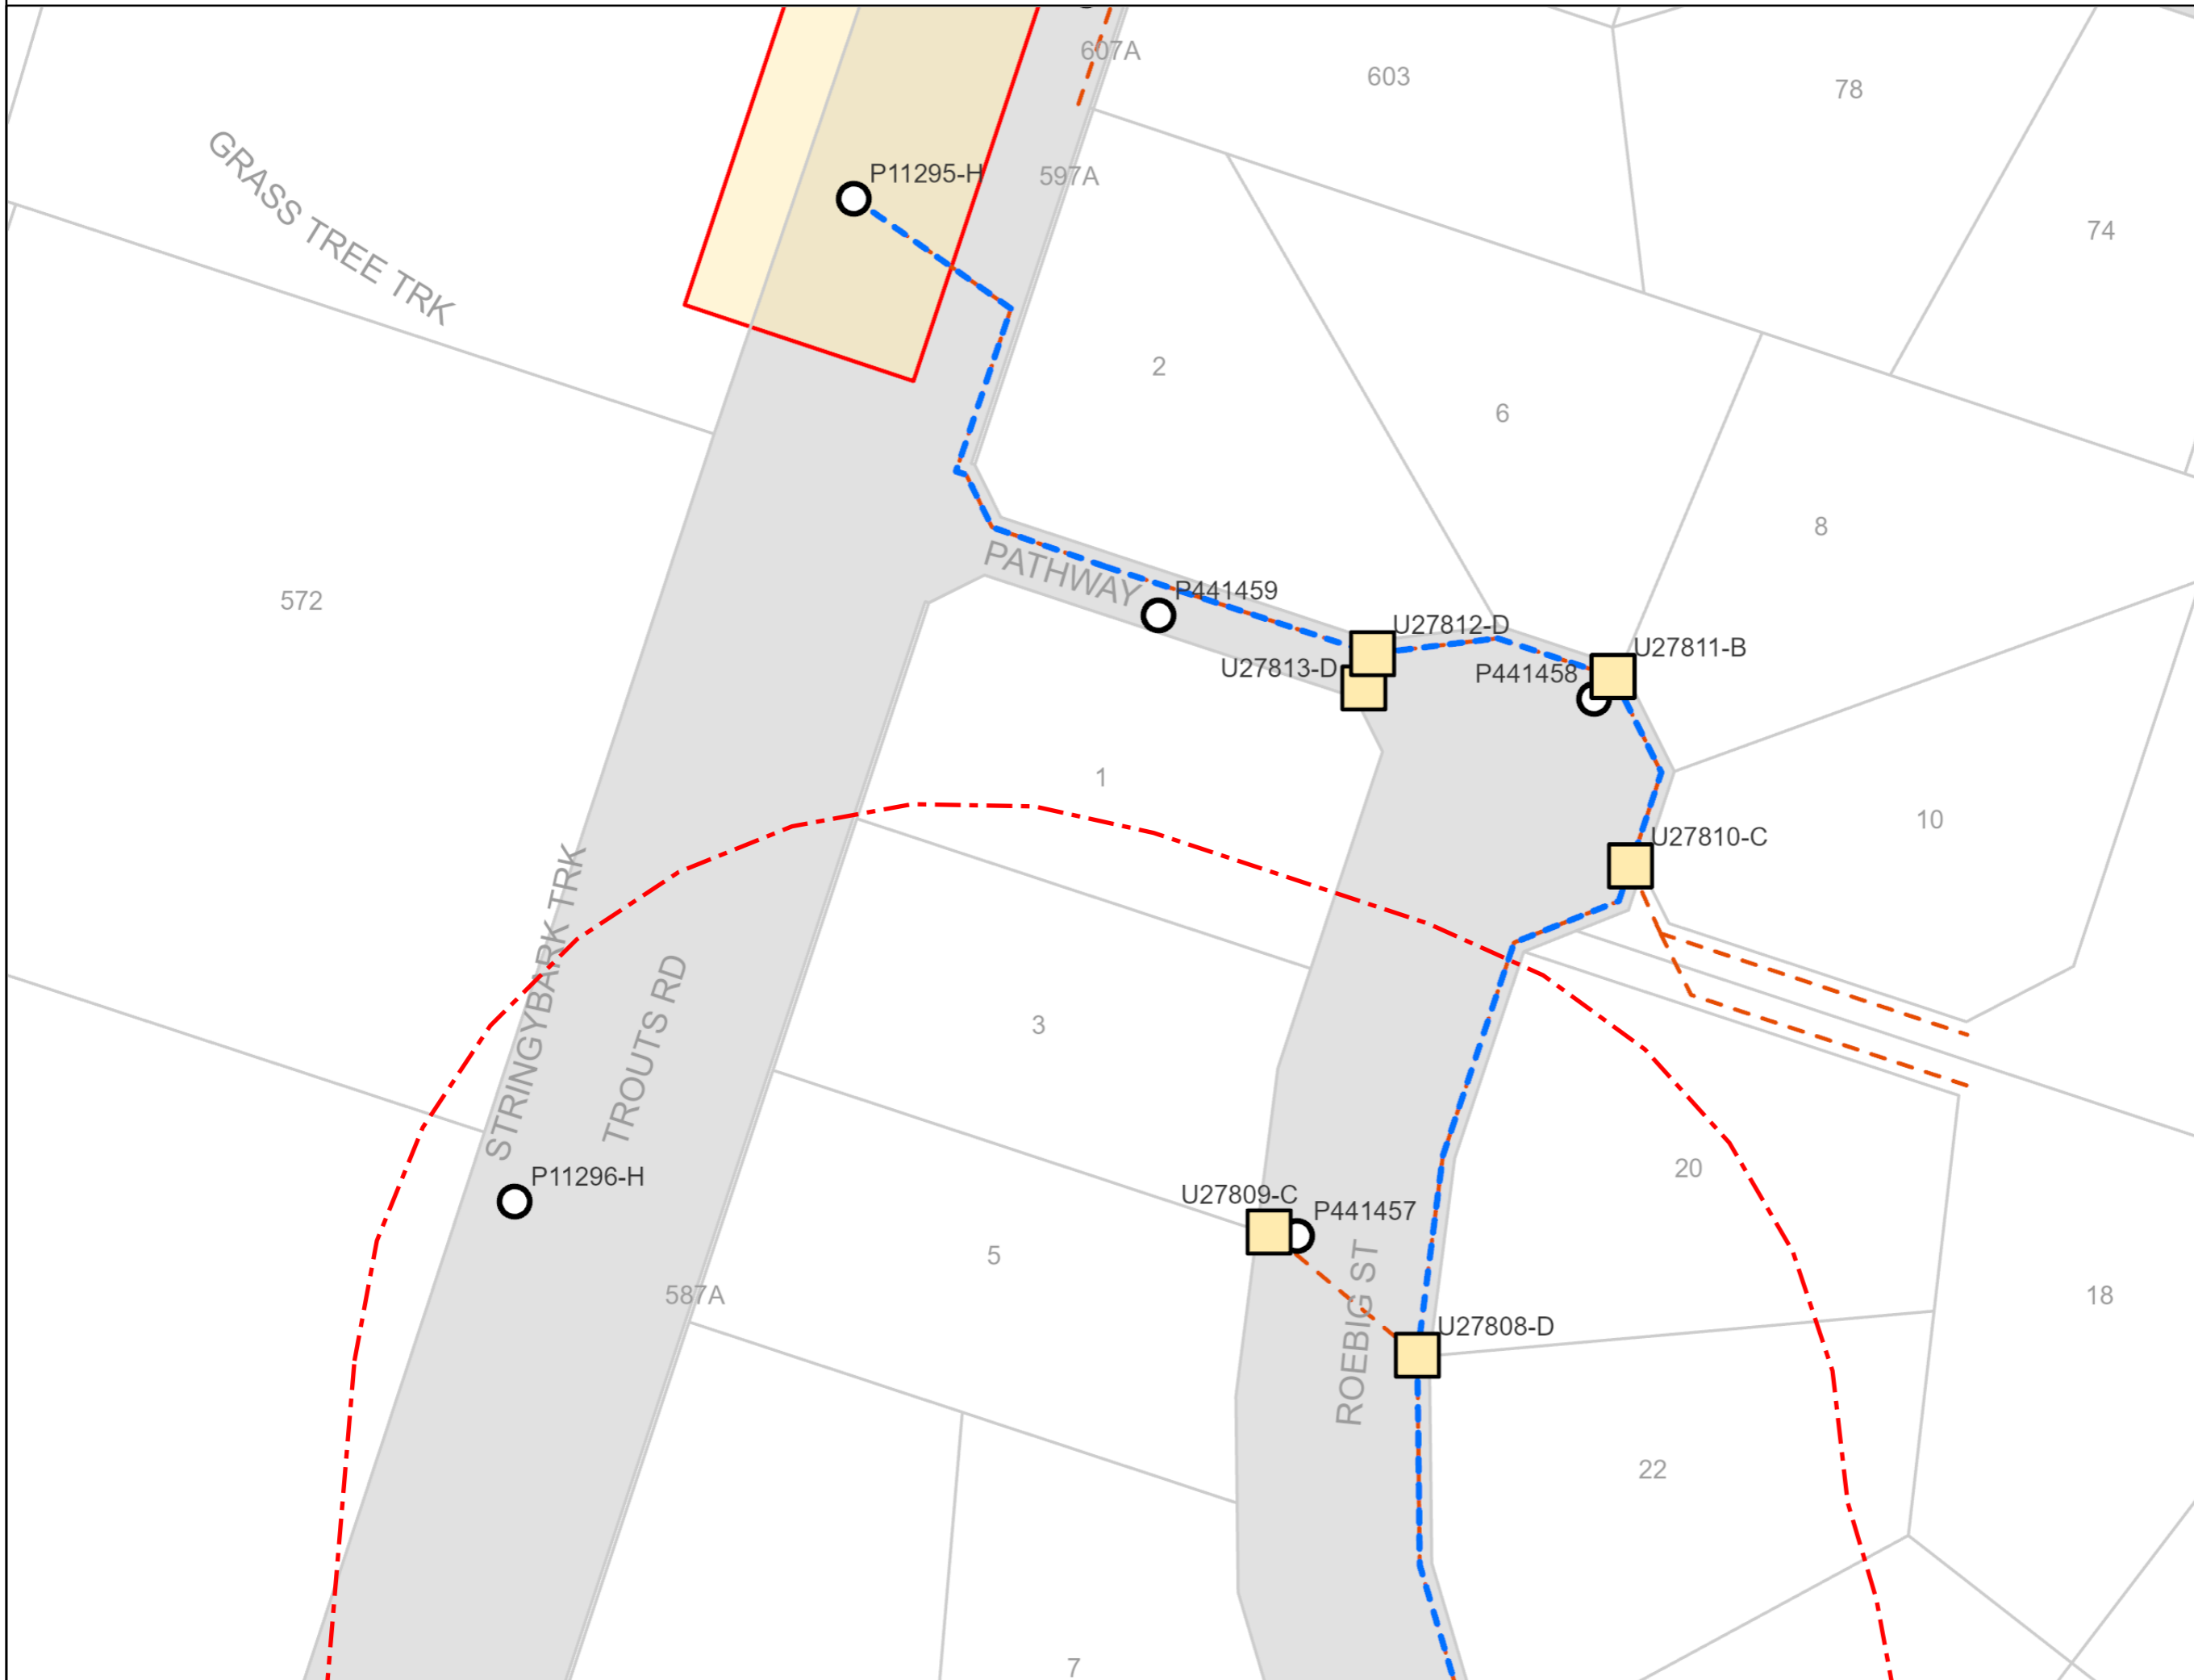 607A
603
78
GRASS TREE TRK
P11295-H
597A
74
2
6
8
PATHWAY
P441459
572
U27812-D
U27811-B
U27813-D
P441458
1
10
U27810-C
STRINGYBARK TRK
TROUTS RD
3
20
P11296-H
U27809-C
P441457
5
587A
18
ROEBIG ST
U27808-D
22
7